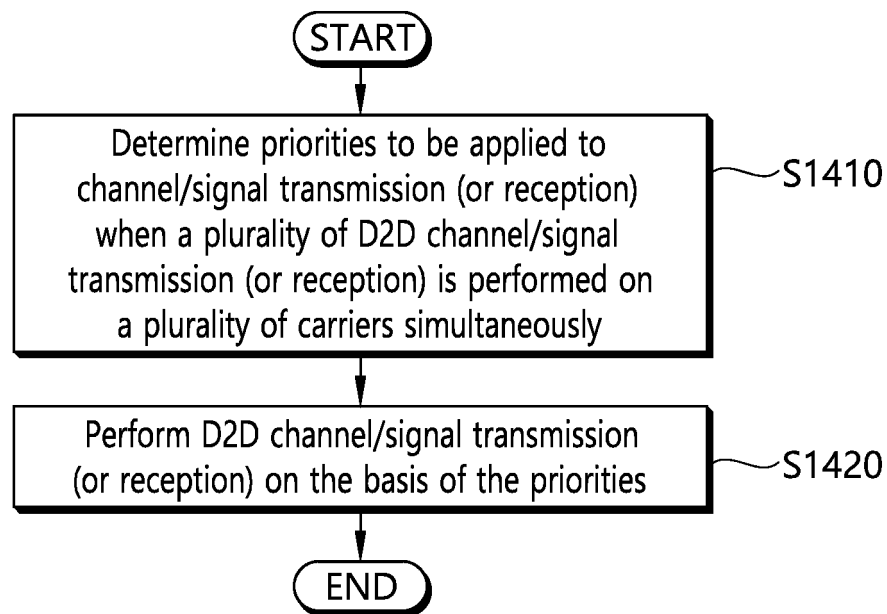 START
Determine priorities to be applied to
channel/signal transmission (or reception)
when a plurality of D2D channel/signal
transmission (or reception) is performed on
a plurality of carriers simultaneously
S1410
Perform D2D channel/signal transmission
(or reception) on the basis of the priorities
S1420
END